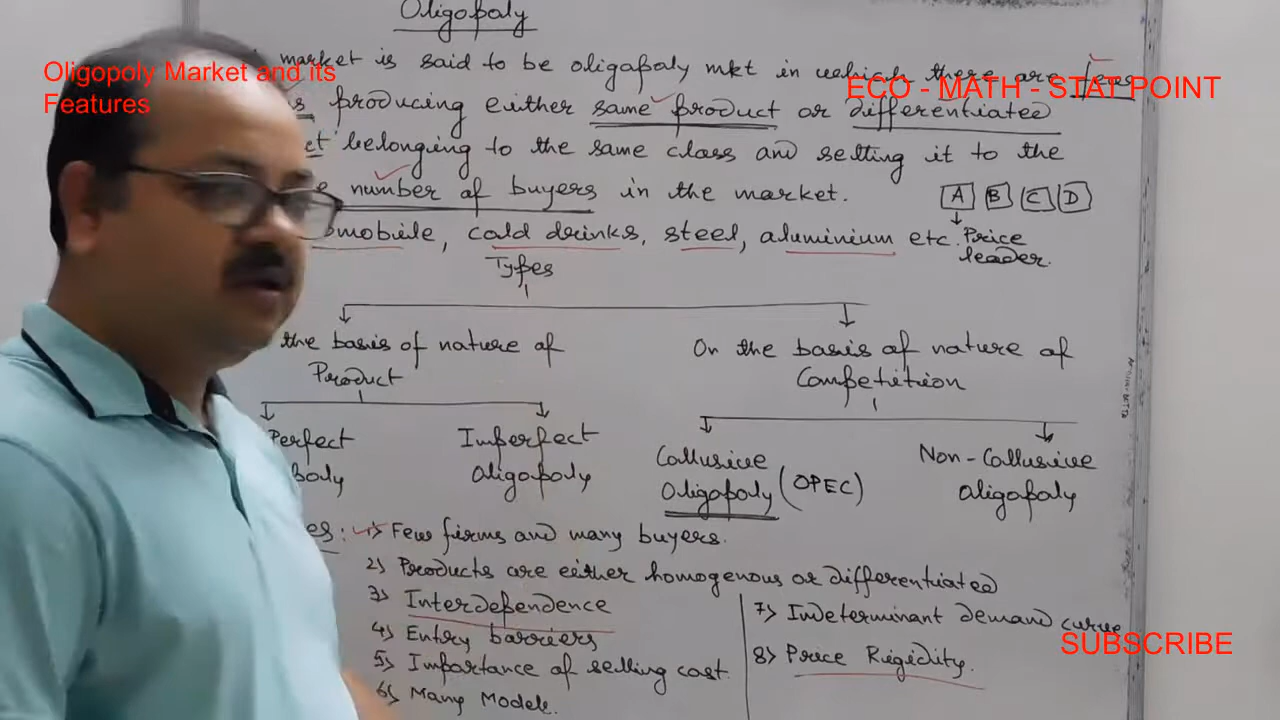 Oligopoly
market is said to be oligopoly mkt in which there are few
producing either same product or differentiated
belonging to the same class and selling it to the
number of buyers in the market.
A B C D
cold drinks, steel, aluminium etc. Price
leader.
Types
the basis of nature of
Product
On the basis of nature of
Competition
Perfect
Imperfect
oligopoly
Collusive
Oligopoly (OPEC)
Non-Collusive
oligopoly
1) Few firms and many buyers.
2) Products are either homogenous or differentiated
3) Interdependence
4) Entry barriers
5) Importance of selling cost
6) Many Models.
7) Indeterminant demand curve
8) Price Rigidity.
Oligopoly Market and its
Features
ECO - MATH - STAT POINT
SUBSCRIBE